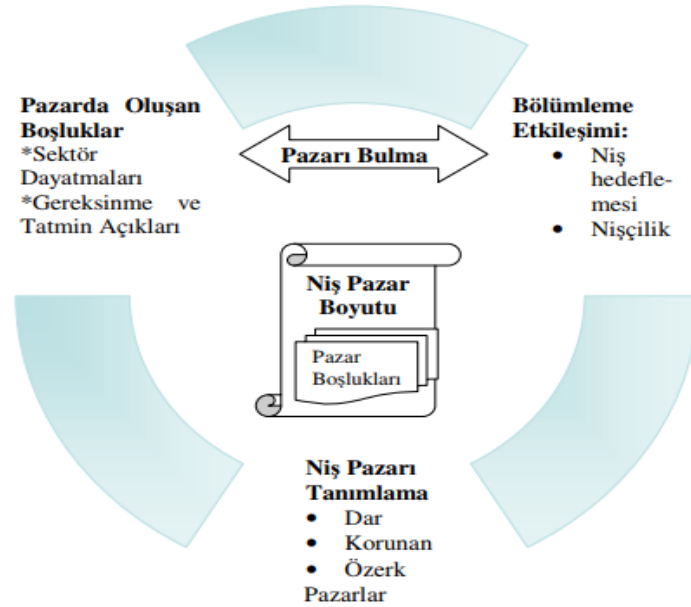 Pazarda Oluşan
Boşluklar
*Sektör
Dayatmaları
*Gereksinme ve
Tatmin Açıkları
Pazarı Bulma
Bölümleme
Etkileşimi:
• Niş
hedefle-
mesi
• Nişçilik
Niş Pazar
Boyutu
Pazar
Boşlukları
Niş Pazarı
Tanımlama
• Dar
• Korunan
• Özerk
Pazarlar